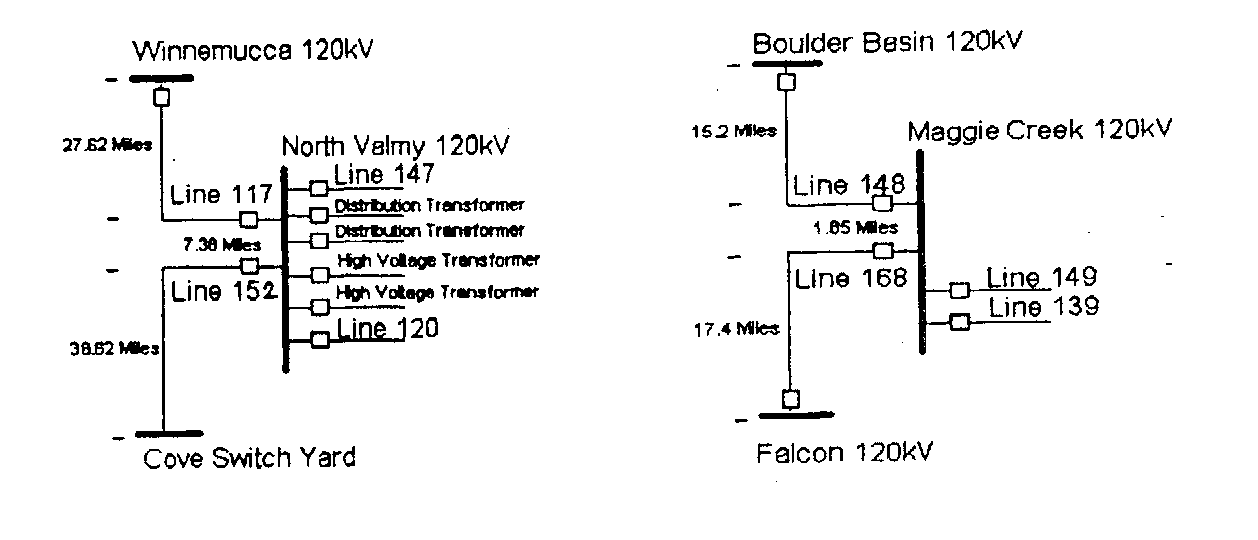 Winnemucca 120kV
27.62 Miles
North Valmy 120kV
Line 147
Line 117
Distribution Transformer
Distribution Transformer
7.38 Miles
High Voltage Transformer
Line 152
High Voltage Transformer
Line 120
38.62 Miles
Cove Switch Yard
Boulder Basin 120kV
15.2 Miles
Maggie Creek 120kV
Line 148
1.85 Miles
Line 168
Line 149
Line 139
17.4 Miles
Falcon 120kV